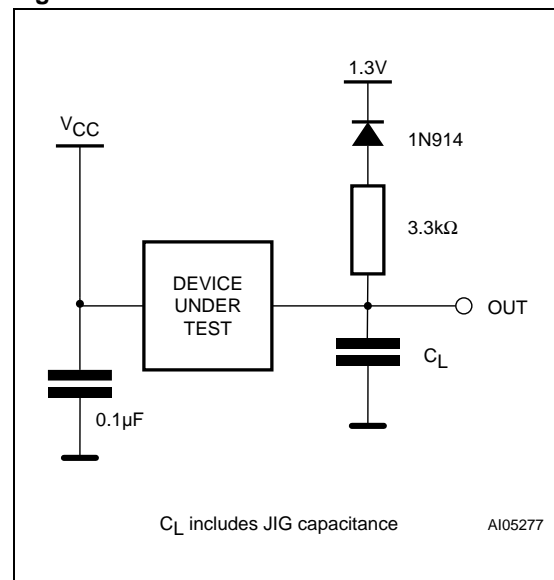 1.3V
VCC
1N914
3.3kΩ
DEVICE
UNDER
TEST
OUT
CL
0.1µF
CL includes JIG capacitance
AI05277